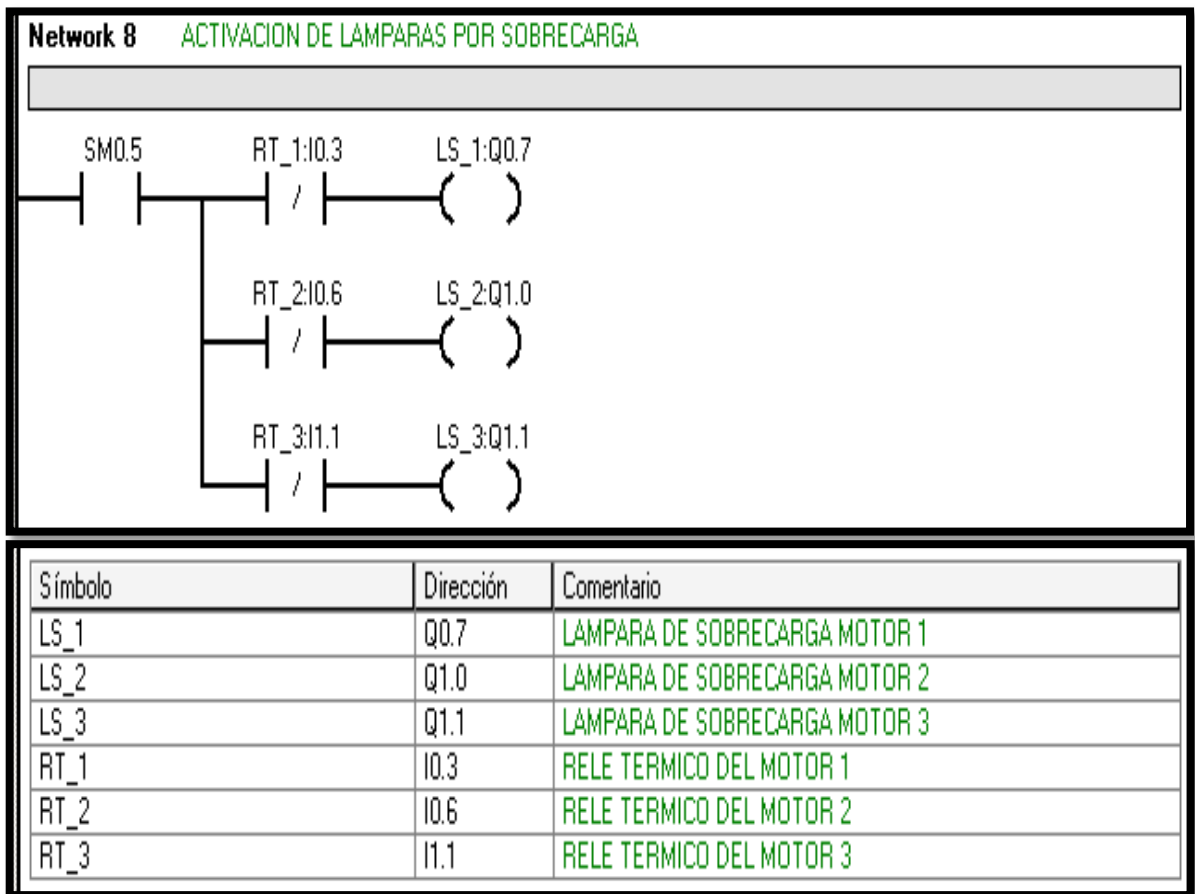 Network 8 ACTIVACION DE LAMPARAS POR SOBRECARGA
SM0.5 RT_1:I0.3 LS_1:Q0.7
/
RT_2:I0.6 LS_2:Q1.0
/
RT_3:I1.1 LS_3:Q1.1
/
Símbolo Dirección Comentario
LS_1 Q0.7 LAMPARA DE SOBRECARGA MOTOR 1
LS_2 Q1.0 LAMPARA DE SOBRECARGA MOTOR 2
LS_3 Q1.1 LAMPARA DE SOBRECARGA MOTOR 3
RT_1 I0.3 RELE TERMICO DEL MOTOR 1
RT_2 I0.6 RELE TERMICO DEL MOTOR 2
RT_3 I1.1 RELE TERMICO DEL MOTOR 3